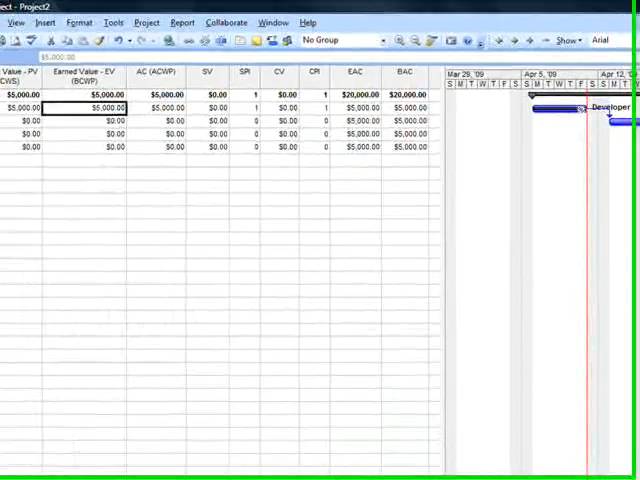 ct - Project2
View Insert Format Tools Project Report Collaborate Window Help
No Group Show Arial
$5,000.00
Value - PV Earned Value - EV AC (ACWP) SV SPI CV CPI EAC BAC Mar 29, '09 Apr 5, '09 Apr 12, '0
CWS) (BCWP) S M T W T F S S M T W T F S S M T W
$5,000.00 $5,000.00 $5,000.00 $0.00 1 $0.00 1 $20,000.00 $20,000.00
$5,000.00 $5,000.00 $5,000.00 $0.00 1 $0.00 1 $5,000.00 $5,000.00 Developer
$0.00 $0.00 $0.00 $0.00 0 $0.00 0 $5,000.00 $5,000.00
$0.00 $0.00 $0.00 $0.00 0 $0.00 0 $5,000.00 $5,000.00
$0.00 $0.00 $0.00 $0.00 0 $0.00 0 $5,000.00 $5,000.00